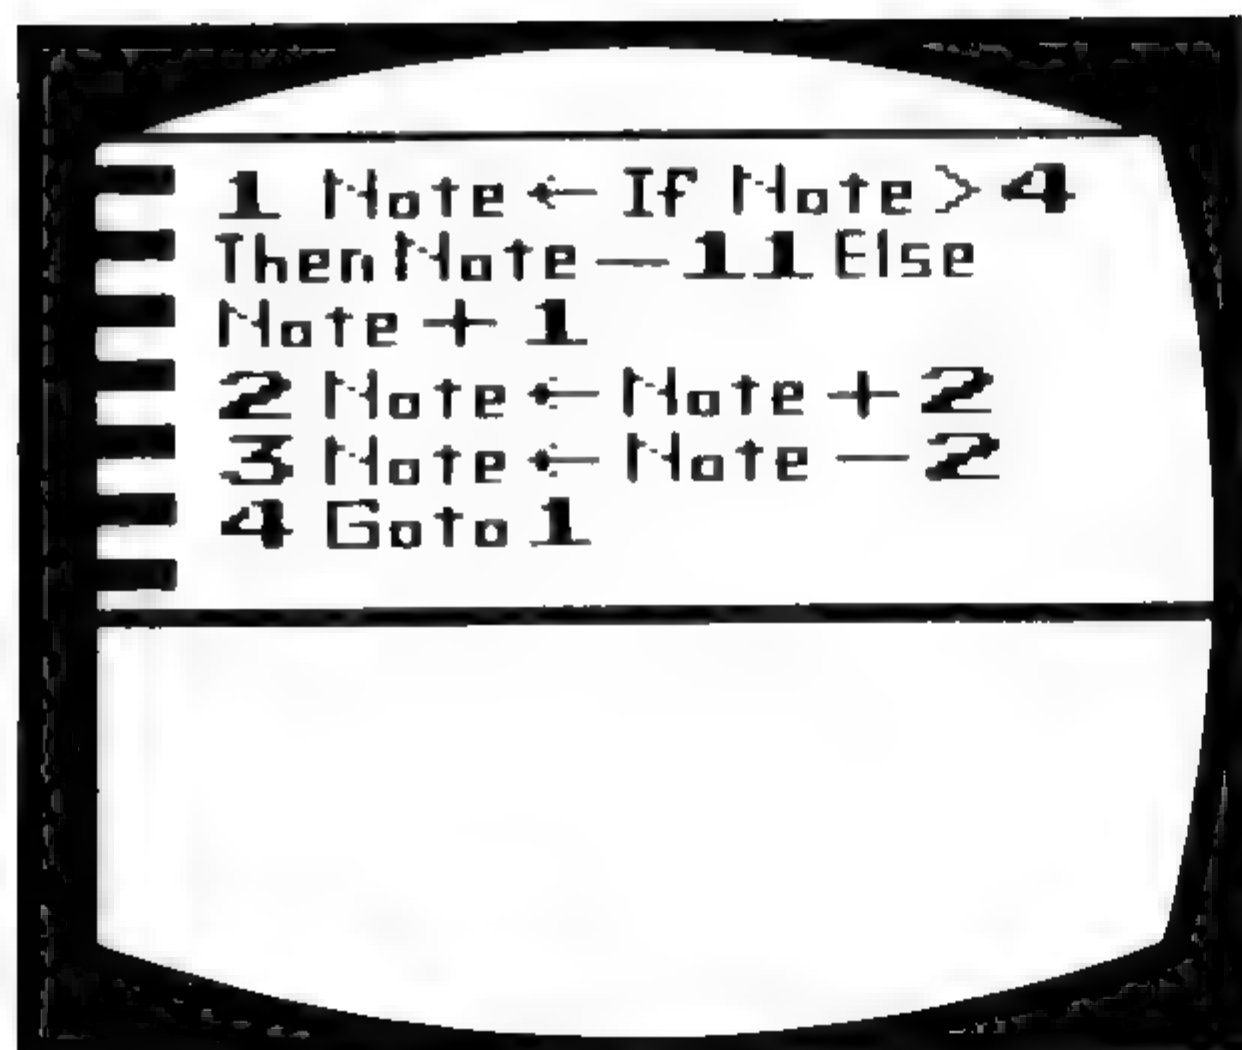 1 Note ← If Note > 4
Then Note — 11 Else
Note + 1
2 Note ← Note + 2
3 Note ← Note — 2
4 Goto 1